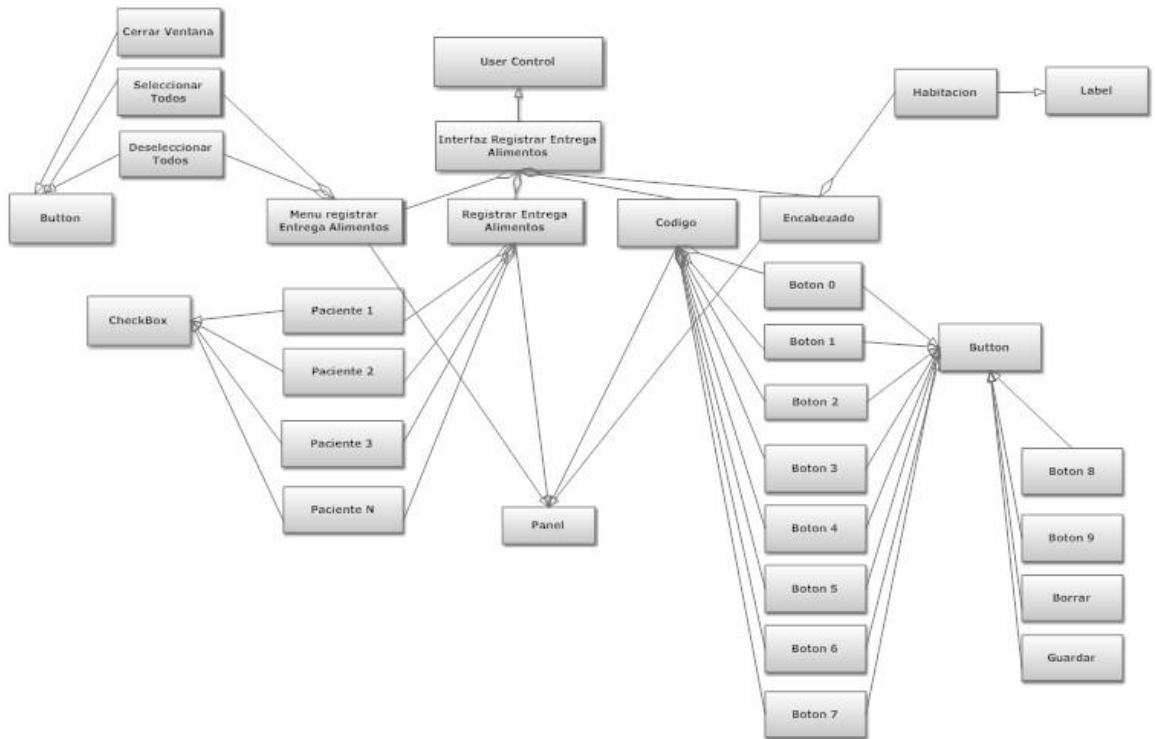 Cerrar Ventana
User Control
Seleccionar
Todos
Habitacion
Label
Interfaz Registrar Entrega
Alimentos
Deseleccionar
Todos
Button
Menu registrar
Entrega Alimentos
Registrar Entrega
Alimentos
Codigo
Encabezado
Boton 0
CheckBox
Paciente 1
Boton 1
Button
Paciente 2
Boton 2
Paciente 3
Boton 3
Boton 8
Paciente N
Panel
Boton 4
Boton 9
Boton 5
Borrar
Boton 6
Guardar
Boton 7